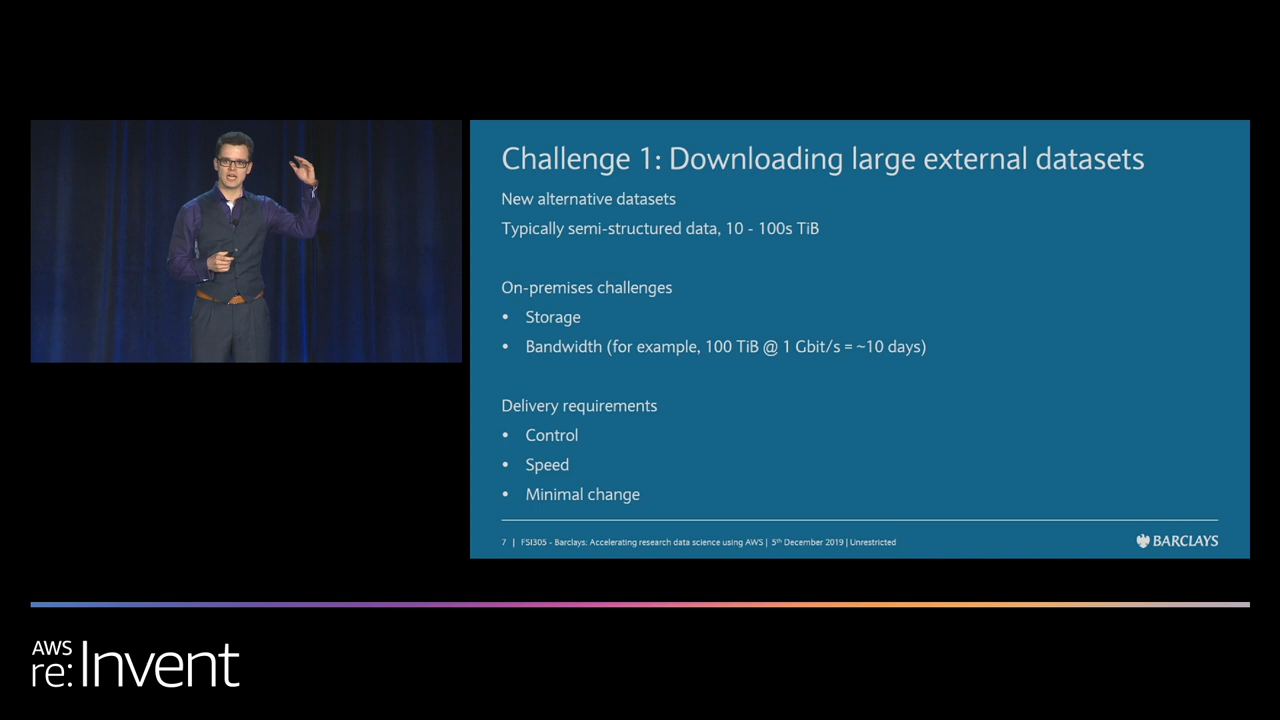 Challenge 1: Downloading large external datasets
New alternative datasets
Typically semi-structured data, 10 - 100s TiB
On-premises challenges
• Storage
• Bandwidth (for example, 100 TiB @ 1 Gbit/s = ~10 days)
Delivery requirements
• Control
• Speed
• Minimal change
7 | FSI305 - Barclays: Accelerating research data science using AWS | 5th December 2019 | Unrestricted
BARCLAYS
AWS
re:Invent